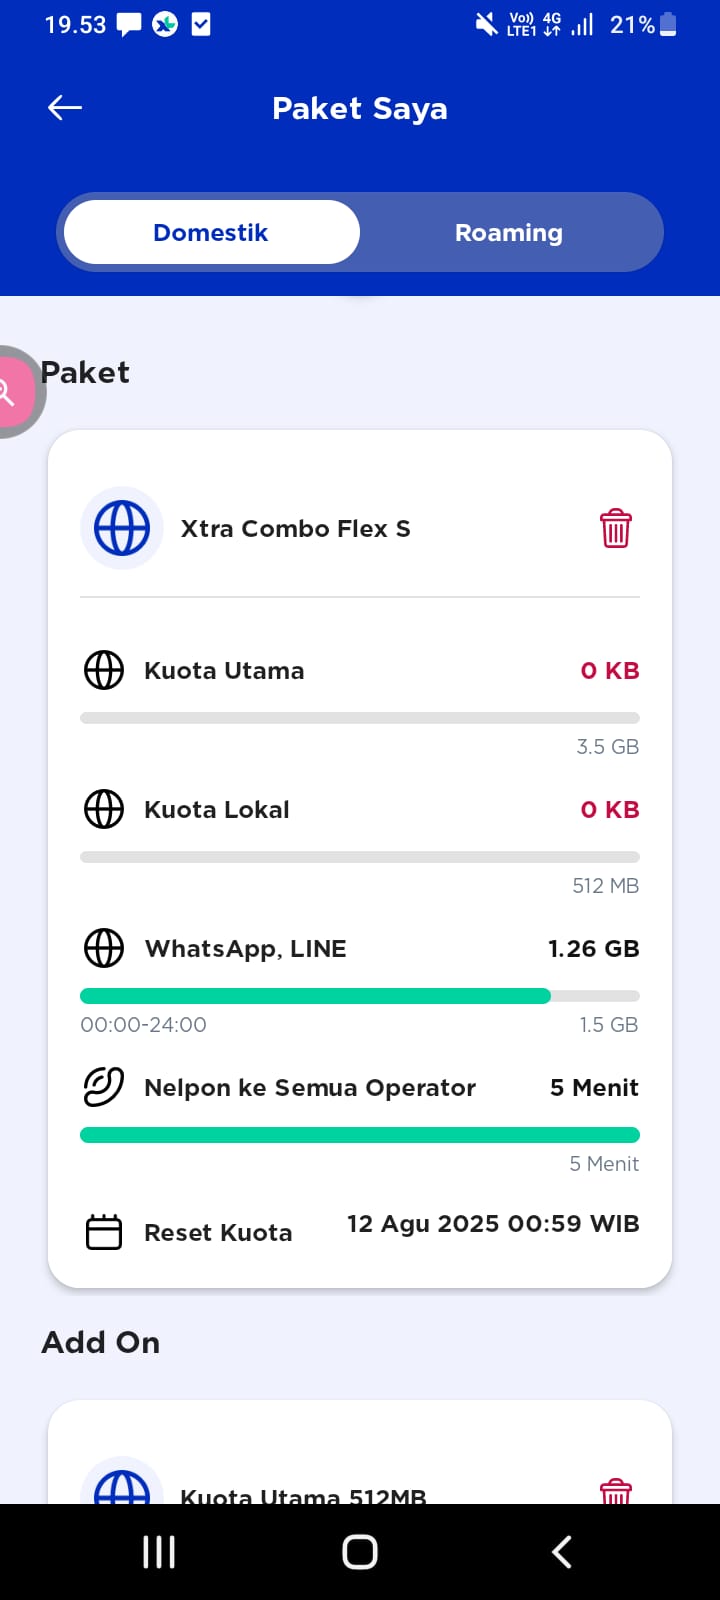 19.53
Vo)) 4G
LTE1
21%
Paket Saya
Domestik
Roaming
Paket
Xtra Combo Flex S
Kuota Utama
0 KB
3.5 GB
Kuota Lokal
0 KB
512 MB
WhatsApp, LINE
1.26 GB
00:00-24:00
1.5 GB
Nelpon ke Semua Operator
5 Menit
5 Menit
Reset Kuota
12 Agu 2025 00:59 WIB
Add On
Kuota Utama 512MB